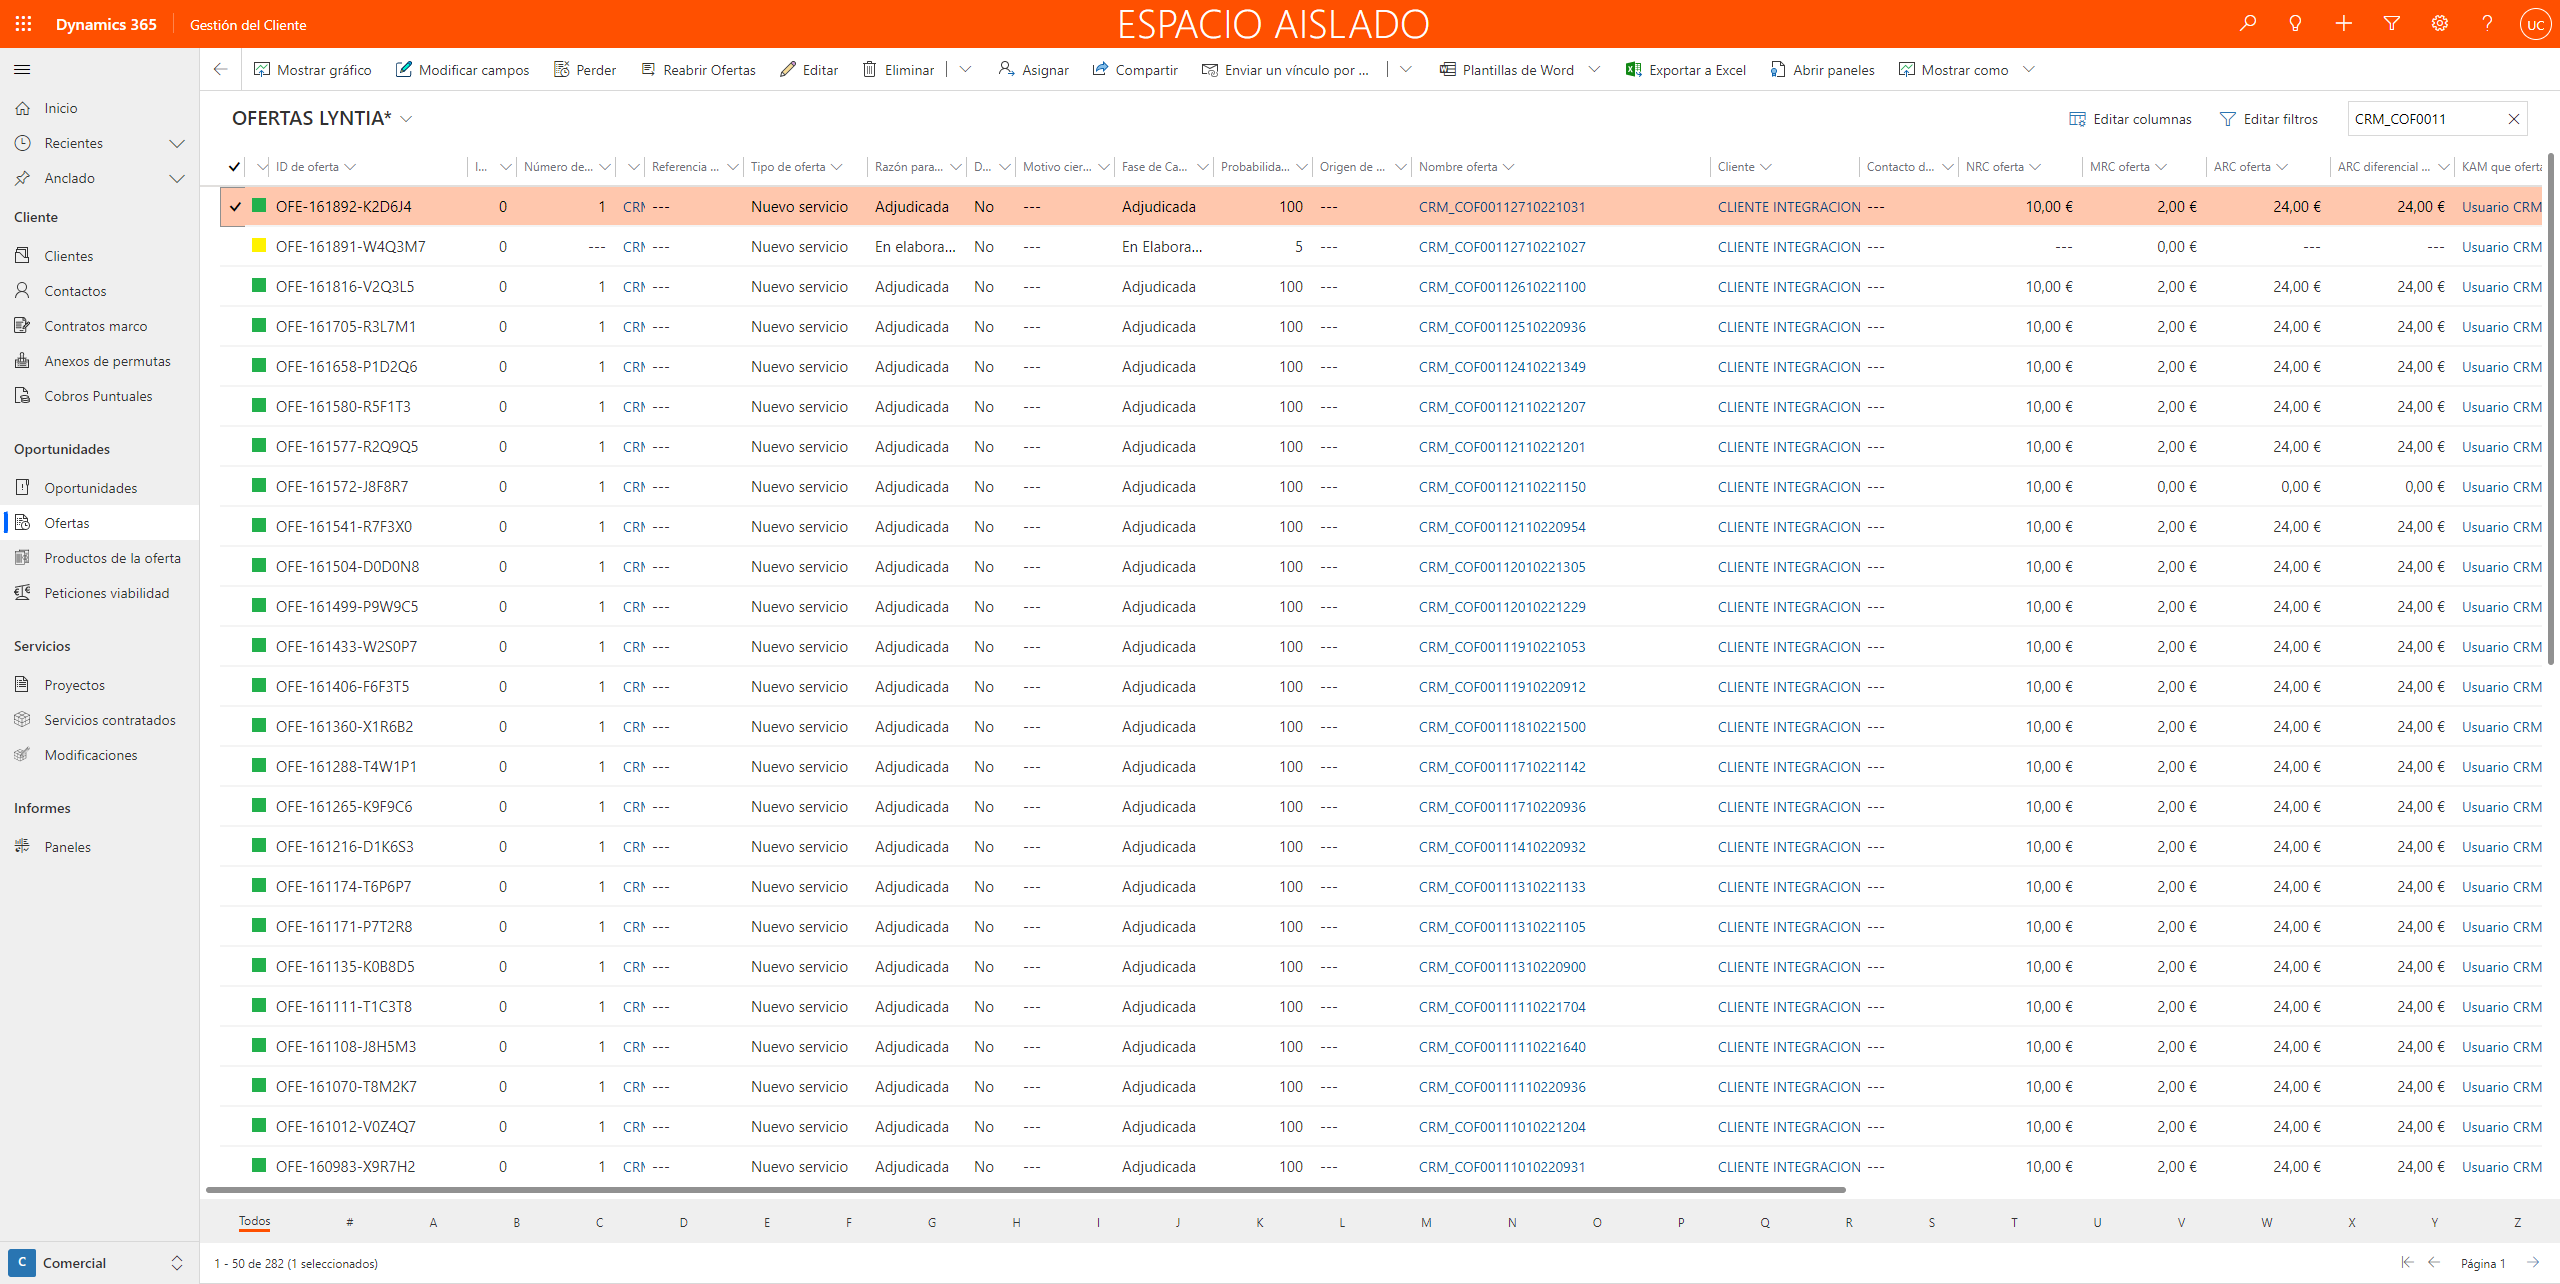 Dynamics 365 Gestión del Cliente ESPACIO AISLADO UC
Mostrar gráfico Modificar campos Perder Reabrir Ofertas Editar Eliminar Asignar Compartir Enviar un vínculo por ... Plantillas de Word Exportar a Excel Abrir paneles Mostrar como
Inicio
Recientes
Anclado
Cliente
Clientes
Contactos
Contratos marco
Anexos de permutas
Cobros Puntuales
Oportunidades
Oportunidades
Ofertas
Productos de la oferta
Peticiones viabilidad
Servicios
Proyectos
Servicios contratados
Modificaciones
Informes
Paneles
C Comercial
OFERTAS LYNTIA* Editar columnas Editar filtros CRM_COF0011
ID de oferta I... Número de... Referencia ... Tipo de oferta Razón para... D... Motivo cier... Fase de Ca... Probabilida... Origen de ... Nombre oferta Cliente Contacto d... NRC oferta MRC oferta ARC oferta ARC diferencial ... KAM que oferta
OFE-161892-K2D6J4 0 1 CRM --- Nuevo servicio Adjudicada No --- Adjudicada 100 --- CRM_COF00112710221031 CLIENTE INTEGRACION --- 10,00 € 2,00 € 24,00 € 24,00 € Usuario CRM
OFE-161891-W4Q3M7 0 --- CRM --- Nuevo servicio En elabora... No --- En Elabora... 5 --- CRM_COF00112710221027 CLIENTE INTEGRACION --- --- 0,00 € --- --- Usuario CRM
OFE-161816-V2Q3L5 0 1 CRM --- Nuevo servicio Adjudicada No --- Adjudicada 100 --- CRM_COF00112610221100 CLIENTE INTEGRACION --- 10,00 € 2,00 € 24,00 € 24,00 € Usuario CRM
OFE-161705-R3L7M1 0 1 CRM --- Nuevo servicio Adjudicada No --- Adjudicada 100 --- CRM_COF00112510220936 CLIENTE INTEGRACION --- 10,00 € 2,00 € 24,00 € 24,00 € Usuario CRM
OFE-161658-P1D2Q6 0 1 CRM --- Nuevo servicio Adjudicada No --- Adjudicada 100 --- CRM_COF00112410221349 CLIENTE INTEGRACION --- 10,00 € 2,00 € 24,00 € 24,00 € Usuario CRM
OFE-161580-R5F1T3 0 1 CRM --- Nuevo servicio Adjudicada No --- Adjudicada 100 --- CRM_COF00112110221207 CLIENTE INTEGRACION --- 10,00 € 2,00 € 24,00 € 24,00 € Usuario CRM
OFE-161577-R2Q9Q5 0 1 CRM --- Nuevo servicio Adjudicada No --- Adjudicada 100 --- CRM_COF00112110221201 CLIENTE INTEGRACION --- 10,00 € 2,00 € 24,00 € 24,00 € Usuario CRM
OFE-161572-J8F8R7 0 1 CRM --- Nuevo servicio Adjudicada No --- Adjudicada 100 --- CRM_COF00112110221150 CLIENTE INTEGRACION --- 10,00 € 0,00 € 0,00 € 0,00 € Usuario CRM
OFE-161541-R7F3X0 0 1 CRM --- Nuevo servicio Adjudicada No --- Adjudicada 100 --- CRM_COF00112110220954 CLIENTE INTEGRACION --- 10,00 € 2,00 € 24,00 € 24,00 € Usuario CRM
OFE-161504-D0D0N8 0 1 CRM --- Nuevo servicio Adjudicada No --- Adjudicada 100 --- CRM_COF00112010221305 CLIENTE INTEGRACION --- 10,00 € 2,00 € 24,00 € 24,00 € Usuario CRM
OFE-161499-P9W9C5 0 1 CRM --- Nuevo servicio Adjudicada No --- Adjudicada 100 --- CRM_COF00112010221229 CLIENTE INTEGRACION --- 10,00 € 2,00 € 24,00 € 24,00 € Usuario CRM
OFE-161433-W2S0P7 0 1 CRM --- Nuevo servicio Adjudicada No --- Adjudicada 100 --- CRM_COF00111910221053 CLIENTE INTEGRACION --- 10,00 € 2,00 € 24,00 € 24,00 € Usuario CRM
OFE-161406-F6F3T5 0 1 CRM --- Nuevo servicio Adjudicada No --- Adjudicada 100 --- CRM_COF00111910220912 CLIENTE INTEGRACION --- 10,00 € 2,00 € 24,00 € 24,00 € Usuario CRM
OFE-161360-X1R6B2 0 1 CRM --- Nuevo servicio Adjudicada No --- Adjudicada 100 --- CRM_COF00111810221500 CLIENTE INTEGRACION --- 10,00 € 2,00 € 24,00 € 24,00 € Usuario CRM
OFE-161288-T4W1P1 0 1 CRM --- Nuevo servicio Adjudicada No --- Adjudicada 100 --- CRM_COF00111710221142 CLIENTE INTEGRACION --- 10,00 € 2,00 € 24,00 € 24,00 € Usuario CRM
OFE-161265-K9F9C6 0 1 CRM --- Nuevo servicio Adjudicada No --- Adjudicada 100 --- CRM_COF00111710220936 CLIENTE INTEGRACION --- 10,00 € 2,00 € 24,00 € 24,00 € Usuario CRM
OFE-161216-D1K6S3 0 1 CRM --- Nuevo servicio Adjudicada No --- Adjudicada 100 --- CRM_COF00111410220932 CLIENTE INTEGRACION --- 10,00 € 2,00 € 24,00 € 24,00 € Usuario CRM
OFE-161174-T6P6P7 0 1 CRM --- Nuevo servicio Adjudicada No --- Adjudicada 100 --- CRM_COF00111310221133 CLIENTE INTEGRACION --- 10,00 € 2,00 € 24,00 € 24,00 € Usuario CRM
OFE-161171-P7T2R8 0 1 CRM --- Nuevo servicio Adjudicada No --- Adjudicada 100 --- CRM_COF00111310221105 CLIENTE INTEGRACION --- 10,00 € 2,00 € 24,00 € 24,00 € Usuario CRM
OFE-161135-K0B8D5 0 1 CRM --- Nuevo servicio Adjudicada No --- Adjudicada 100 --- CRM_COF00111310220900 CLIENTE INTEGRACION --- 10,00 € 2,00 € 24,00 € 24,00 € Usuario CRM
OFE-161111-T1C3T8 0 1 CRM --- Nuevo servicio Adjudicada No --- Adjudicada 100 --- CRM_COF00111110221704 CLIENTE INTEGRACION --- 10,00 € 2,00 € 24,00 € 24,00 € Usuario CRM
OFE-161108-J8H5M3 0 1 CRM --- Nuevo servicio Adjudicada No --- Adjudicada 100 --- CRM_COF00111110221640 CLIENTE INTEGRACION --- 10,00 € 2,00 € 24,00 € 24,00 € Usuario CRM
OFE-161070-T8M2K7 0 1 CRM --- Nuevo servicio Adjudicada No --- Adjudicada 100 --- CRM_COF00111110220936 CLIENTE INTEGRACION --- 10,00 € 2,00 € 24,00 € 24,00 € Usuario CRM
OFE-161012-V0Z4Q7 0 1 CRM --- Nuevo servicio Adjudicada No --- Adjudicada 100 --- CRM_COF00111010221204 CLIENTE INTEGRACION --- 10,00 € 2,00 € 24,00 € 24,00 € Usuario CRM
OFE-160983-X9R7H2 0 1 CRM --- Nuevo servicio Adjudicada No --- Adjudicada 100 --- CRM_COF00111010220931 CLIENTE INTEGRACION --- 10,00 € 2,00 € 24,00 € 24,00 € Usuario CRM
Todos # A B C D E F G H I J K L M N O P Q R S T U V W X Y Z
1 - 50 de 282 (1 seleccionados) Página 1